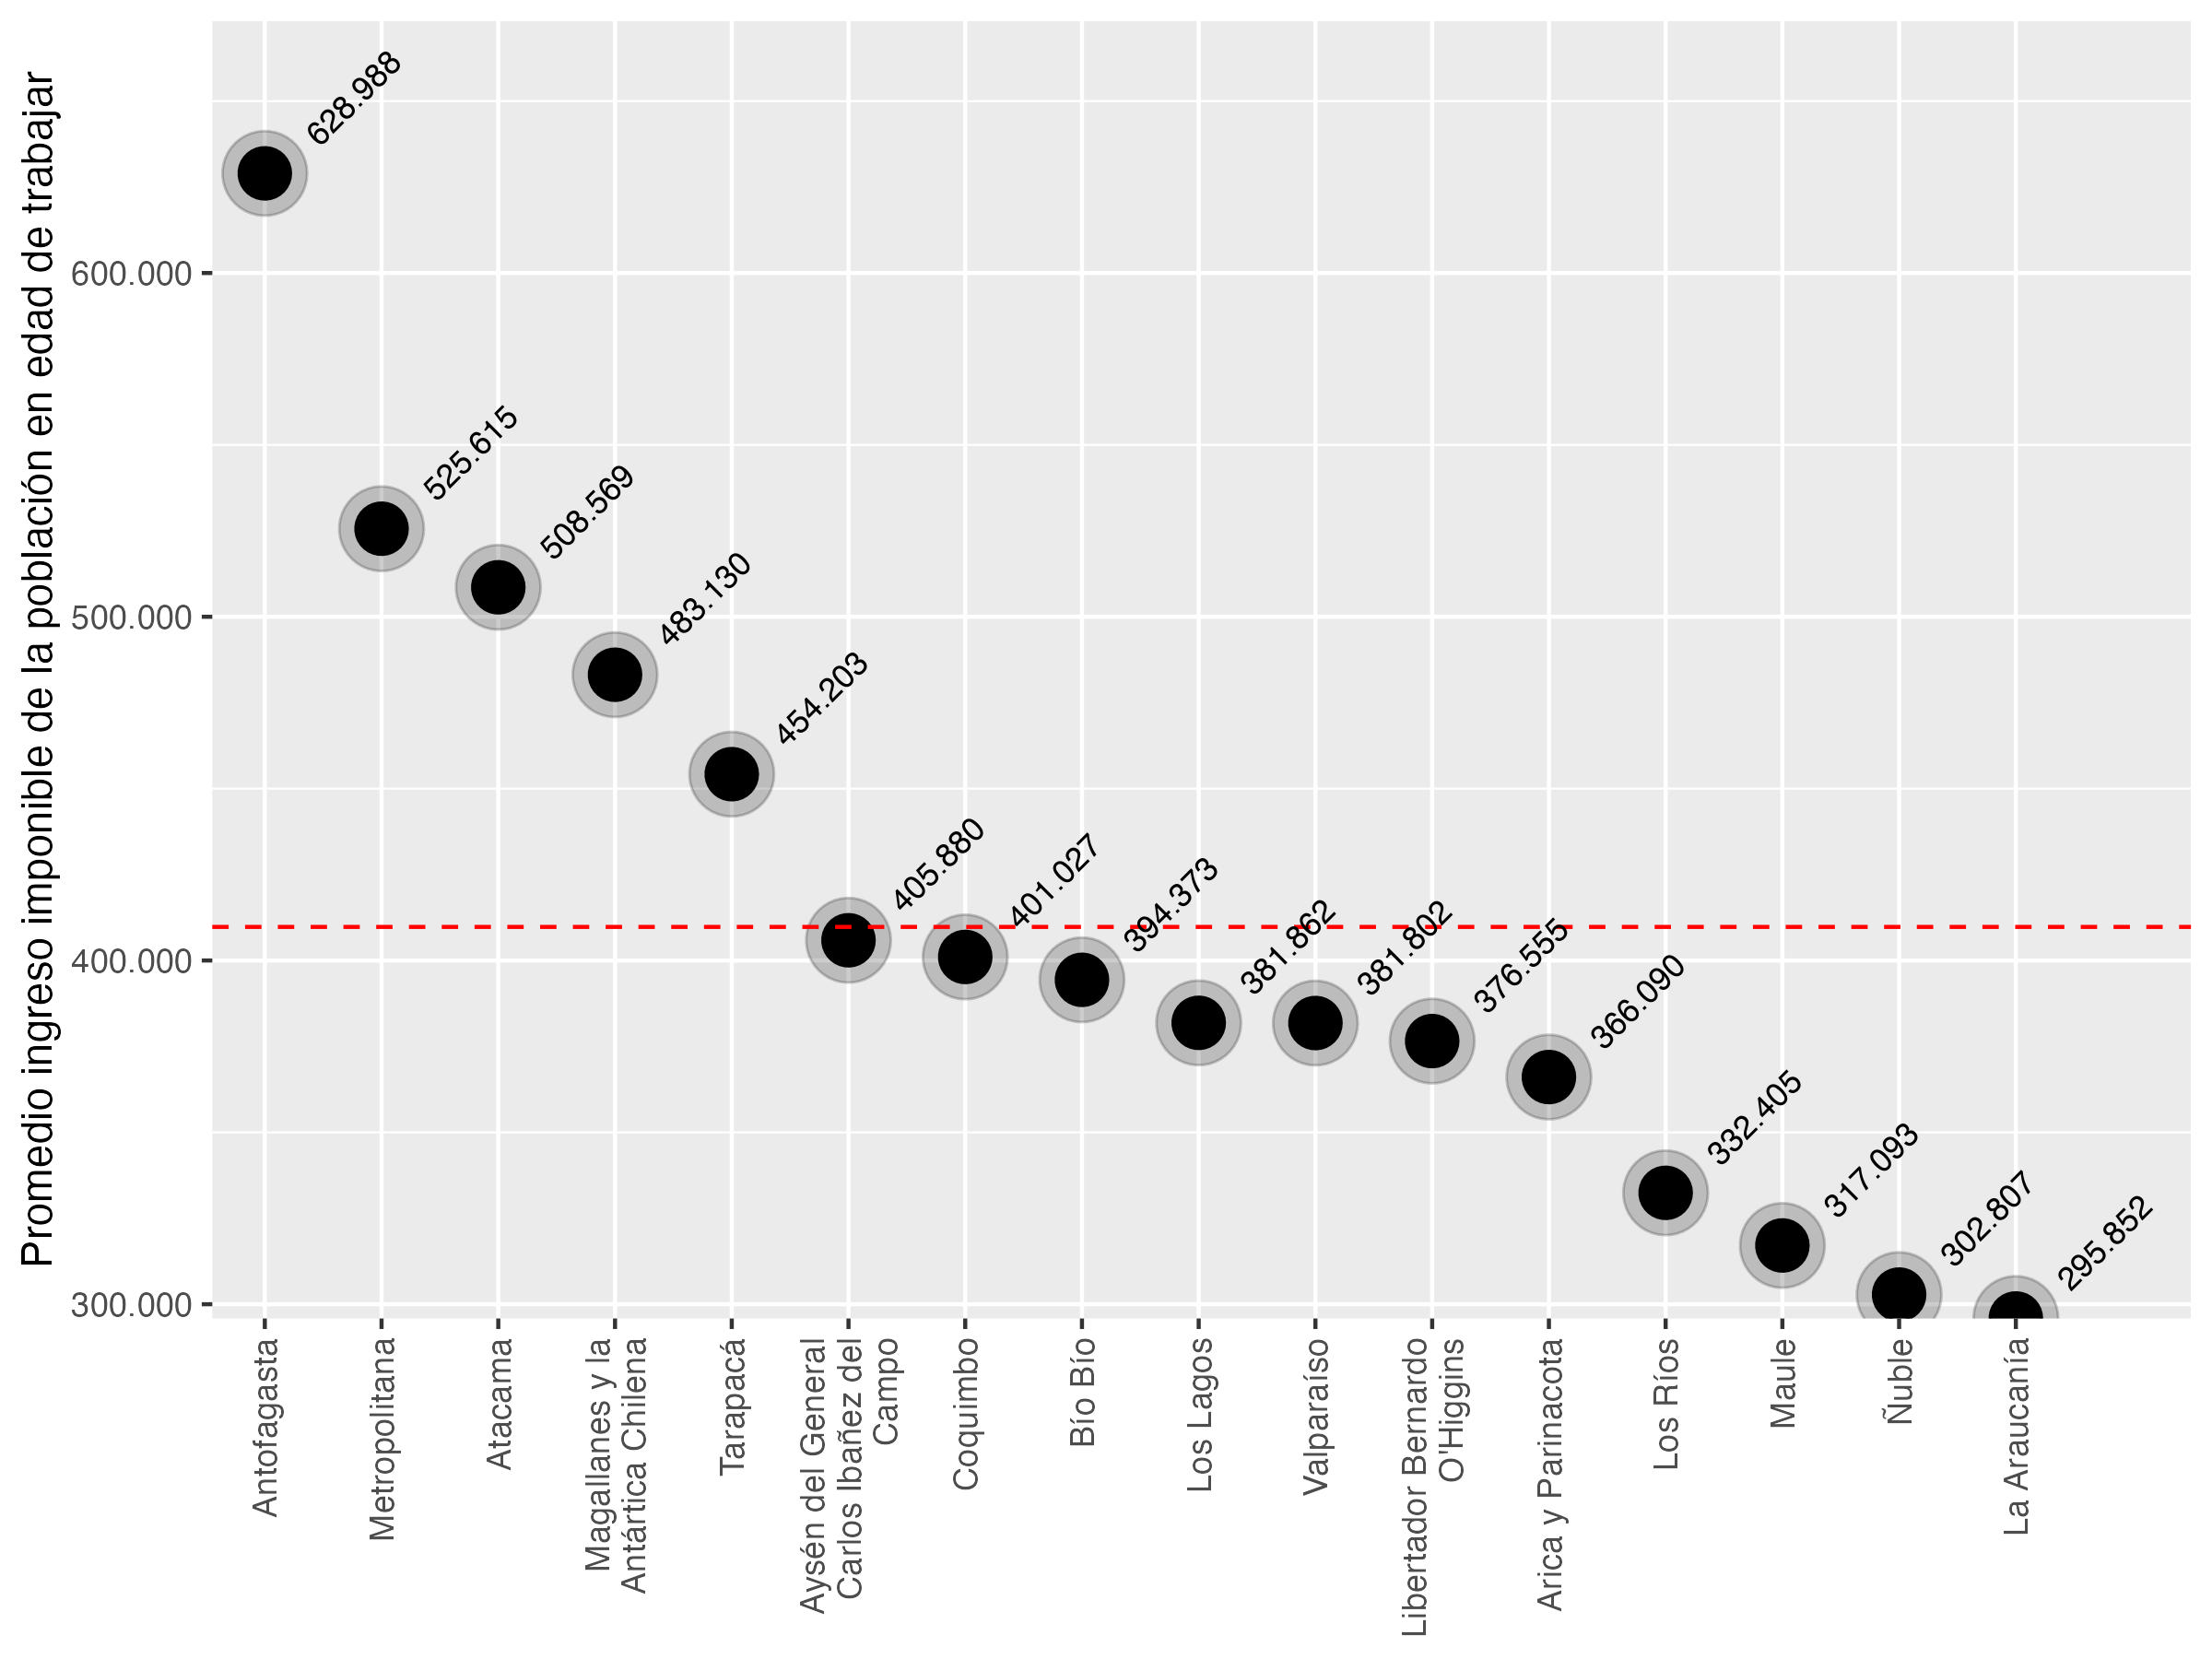 Promedio ingreso imponible de la población en edad de trabajar
600.000
500.000
400.000
300.000
628.988
525.615
508.569
483.130
454.203
405.880
401.027
394.373
381.862
381.802
376.555
366.090
332.405
317.093
302.807
295.852
Antofagasta
Metropolitana
Atacama
Magallanes y la
Antártica Chilena
Tarapacá
Aysén del General
Carlos Ibañez del
Campo
Coquimbo
Bío Bío
Los Lagos
Valparaíso
Libertador Bernardo
O'Higgins
Arica y Parinacota
Los Ríos
Maule
Ñuble
La Araucanía